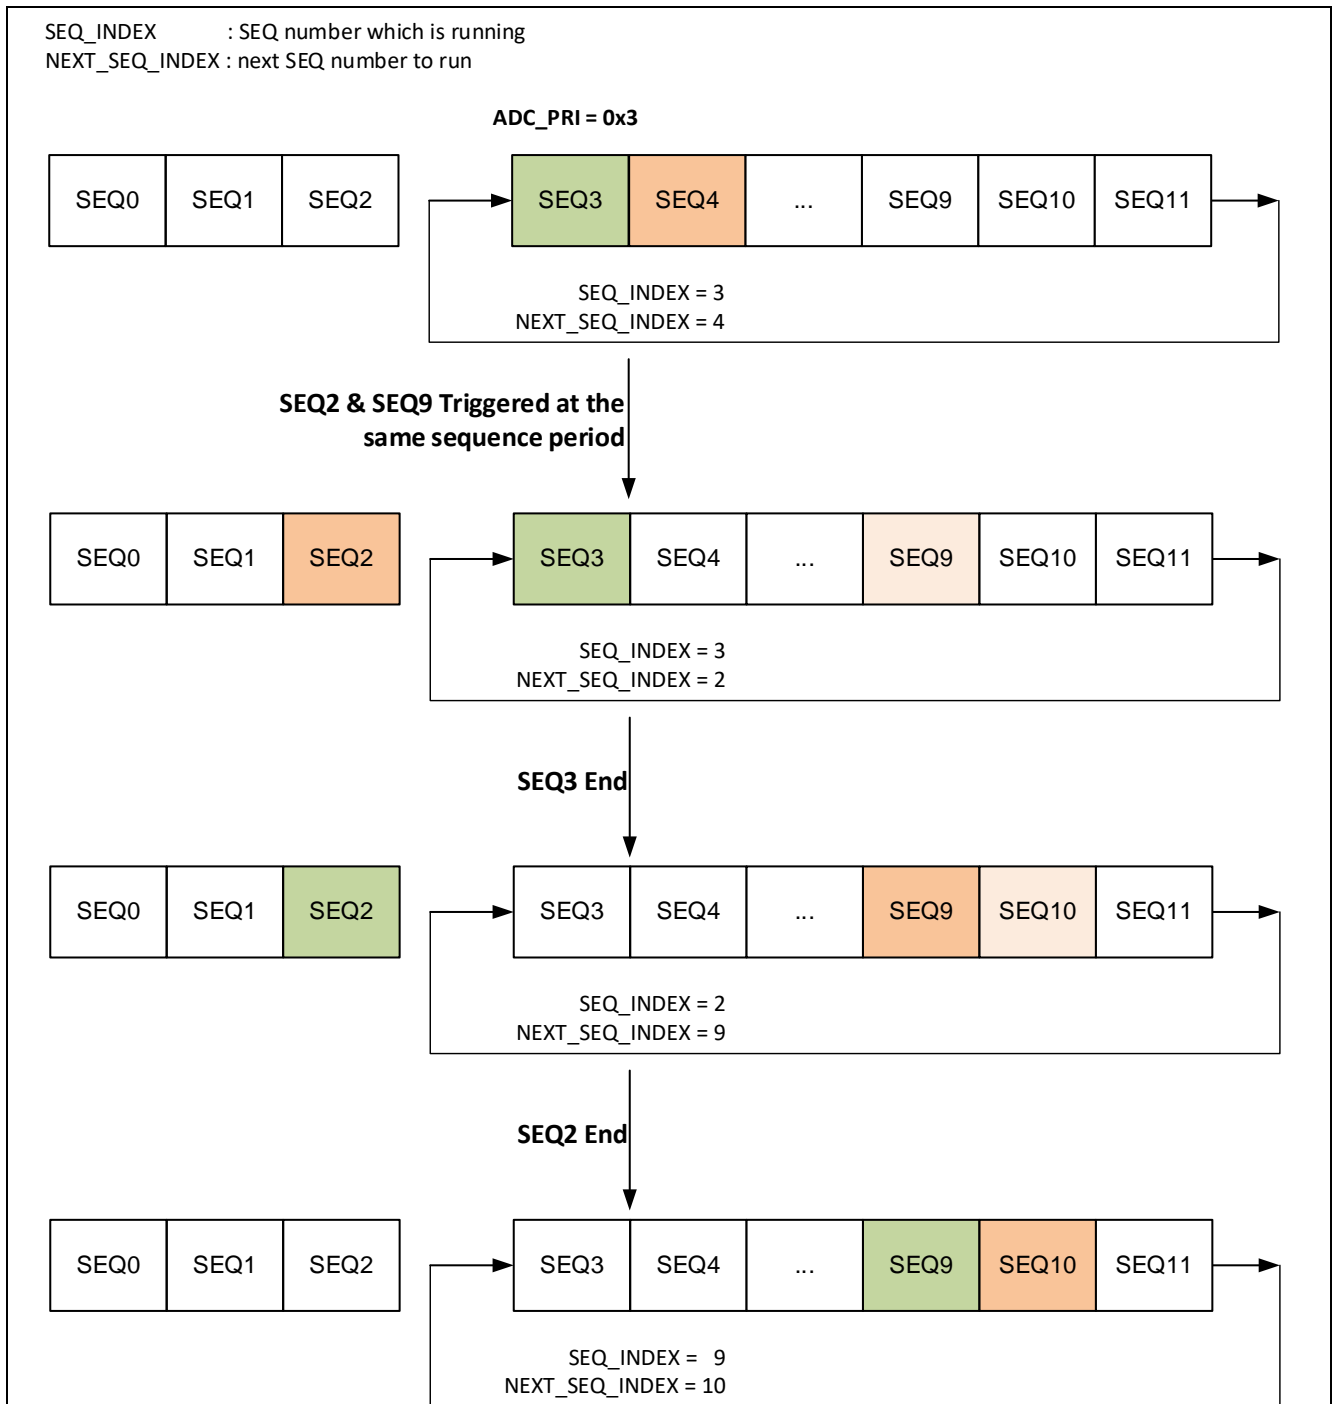 SEQ_INDEX : SEQ number which is running
NEXT_SEQ_INDEX : next SEQ number to run
ADC_PRI = 0x3
SEQ0 SEQ1 SEQ2 SEQ3 SEQ4 ... SEQ9 SEQ10 SEQ11
SEQ_INDEX = 3
NEXT_SEQ_INDEX = 4
SEQ2 & SEQ9 Triggered at the
same sequence period
SEQ0 SEQ1 SEQ2 SEQ3 SEQ4 ... SEQ9 SEQ10 SEQ11
SEQ_INDEX = 3
NEXT_SEQ_INDEX = 2
SEQ3 End
SEQ0 SEQ1 SEQ2 SEQ3 SEQ4 ... SEQ9 SEQ10 SEQ11
SEQ_INDEX = 2
NEXT_SEQ_INDEX = 9
SEQ2 End
SEQ0 SEQ1 SEQ2 SEQ3 SEQ4 ... SEQ9 SEQ10 SEQ11
SEQ_INDEX = 9
NEXT_SEQ_INDEX = 10